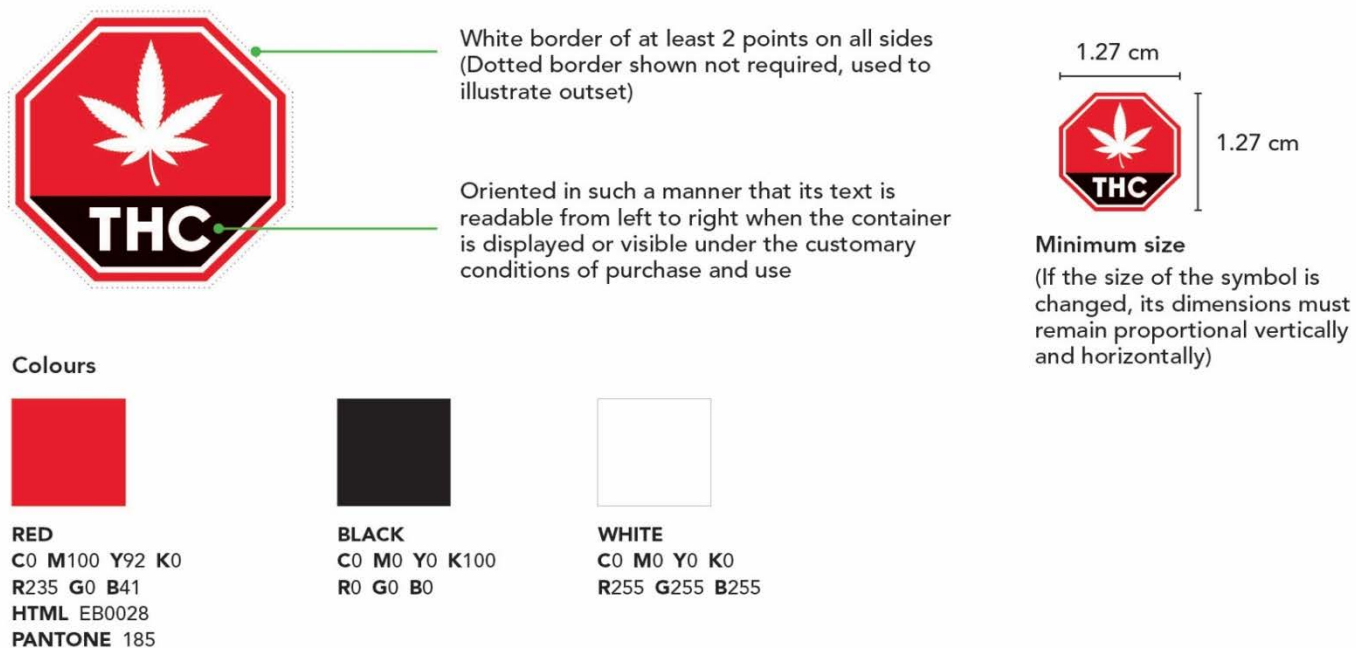 White border of at least 2 points on all sides
(Dotted border shown not required, used to
illustrate outset)
THC
Oriented in such a manner that its text is
readable from left to right when the container
is displayed or visible under the customary
conditions of purchase and use
1.27 cm
1.27 cm
THC
Minimum size
(If the size of the symbol is
changed, its dimensions must
remain proportional vertically
and horizontally)
Colours
RED
C0 M100 Y92 K0
R235 G0 B41
HTML EB0028
PANTONE 185
BLACK
C0 M0 Y0 K100
R0 G0 B0
WHITE
C0 M0 Y0 K0
R255 G255 B255